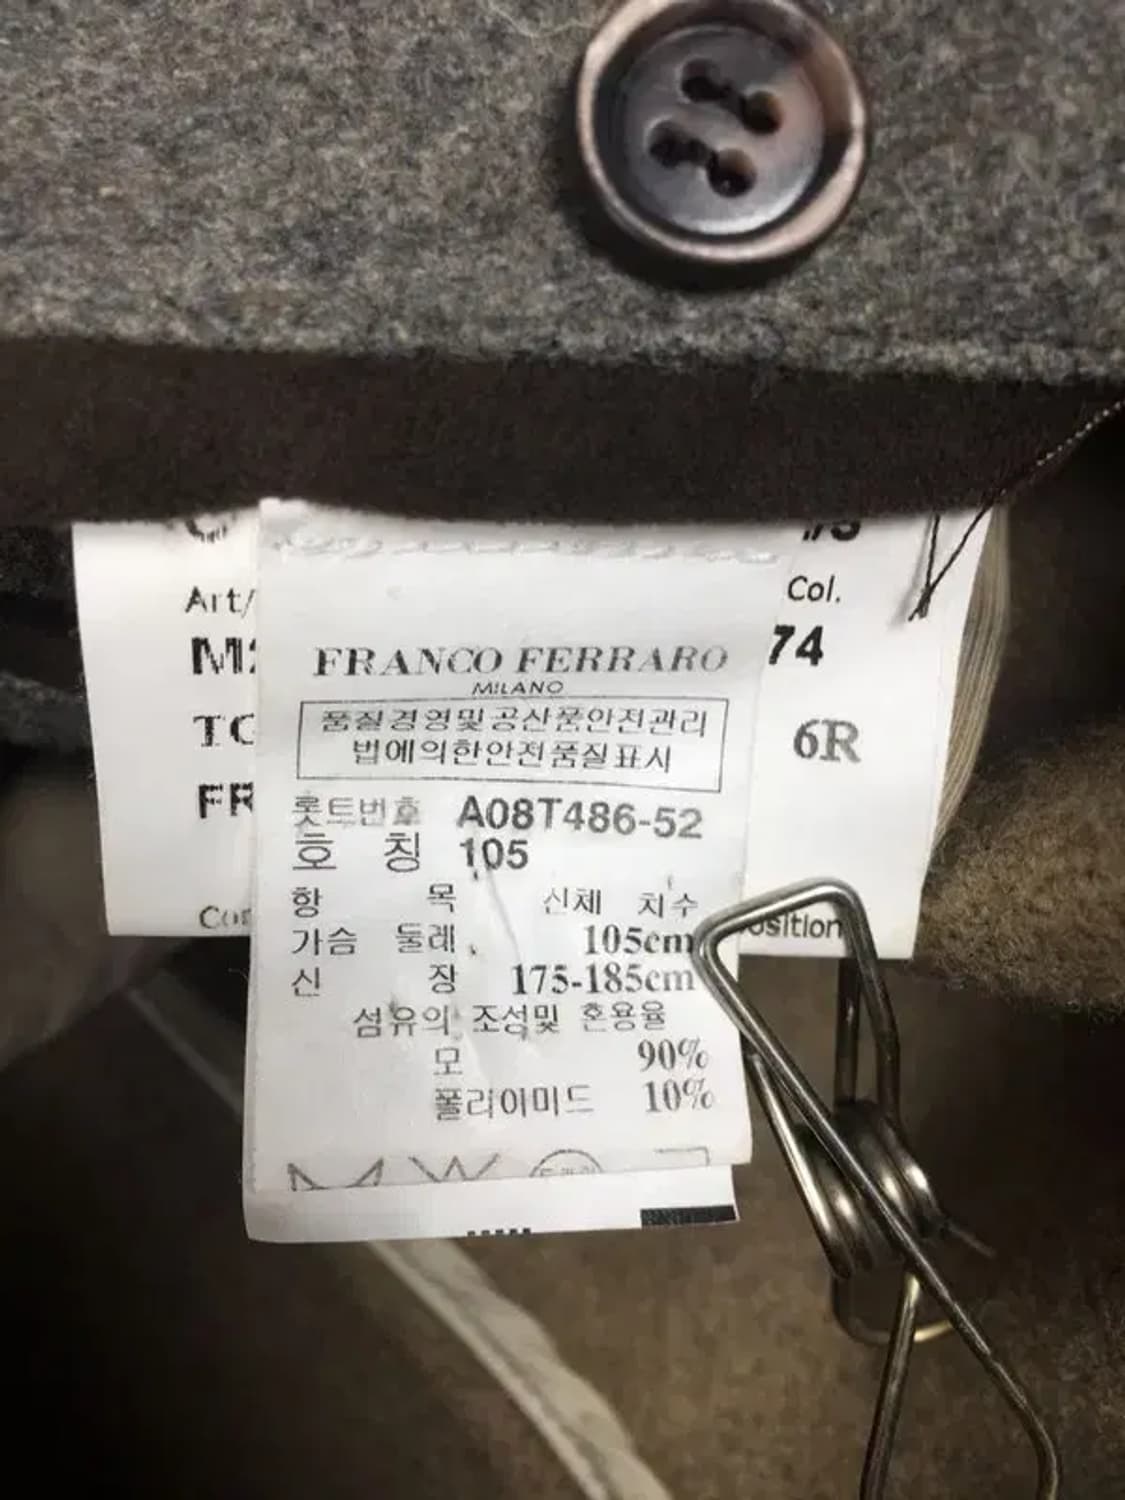 Art/
Col.
74
6R
FRANCO FERRARO
MILANO
품질경영및공산품안전관리
법에의한안전품질표시
롯트번호 A08T486-52
호 칭 105
항 목 신체 치수
가슴 둘레 105cm
신 장 175-185cm
섬유의 조성및 혼용율
모 90%
폴리아미드 10%